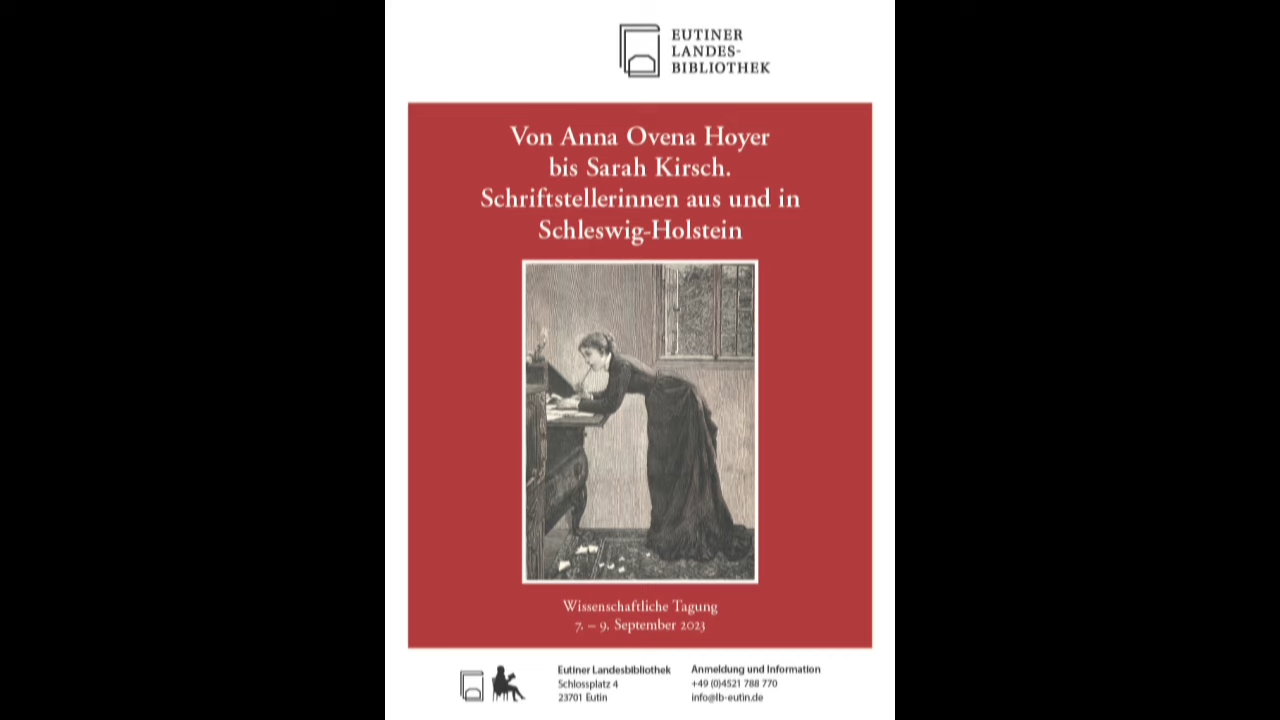 EUTINER
LANDES-
BIBLIOTHEK
Von Anna Ovena Hoyer
bis Sarah Kirsch.
Schriftstellerinnen aus und in
Schleswig-Holstein
Wissenschaftliche Tagung
7. – 9. September 2023
Eutiner Landesbibliothek
Schlossplatz 4
23701 Eutin
Anmeldung und Information
+49 (0)4521 788 770
info@lb-eutin.de